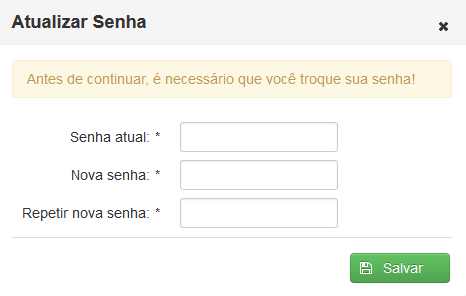 Atualizar Senha
Antes de continuar, é necessário que você troque sua senha!
Senha atual: *
Nova senha: *
Repetir nova senha: *
Salvar